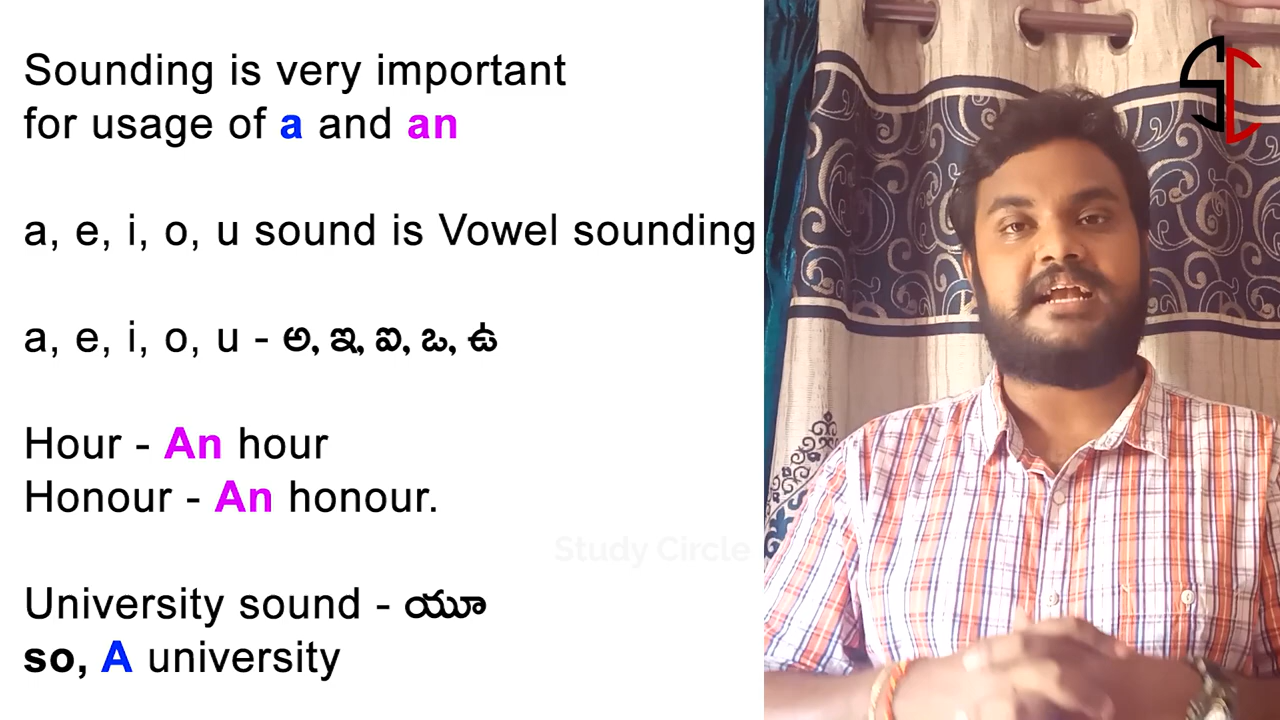 Sounding is very important
for usage of a and an
a, e, i, o, u sound is Vowel sounding
a, e, i, o, u - అ, ఇ, ఐ, ఒ, ఉ
Hour - An hour
Honour - An honour.
Study Circle
University sound - యూ
so, A university
SC